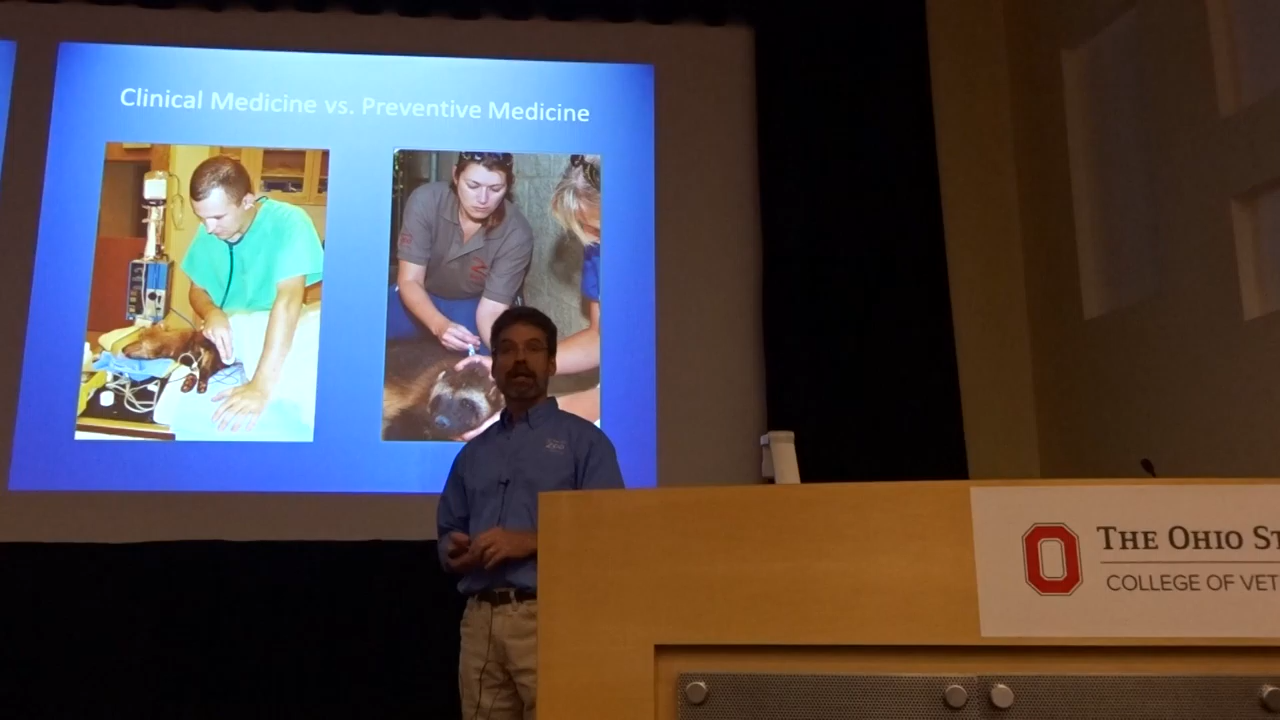 Clinical Medicine vs. Preventive Medicine
THE OHIO ST
COLLEGE OF VET